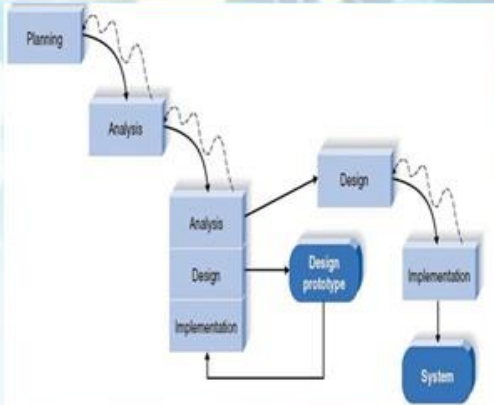 Planning
Analysis
Analysis
Design
Implementation
Design
prototype
Design
Implementation
System